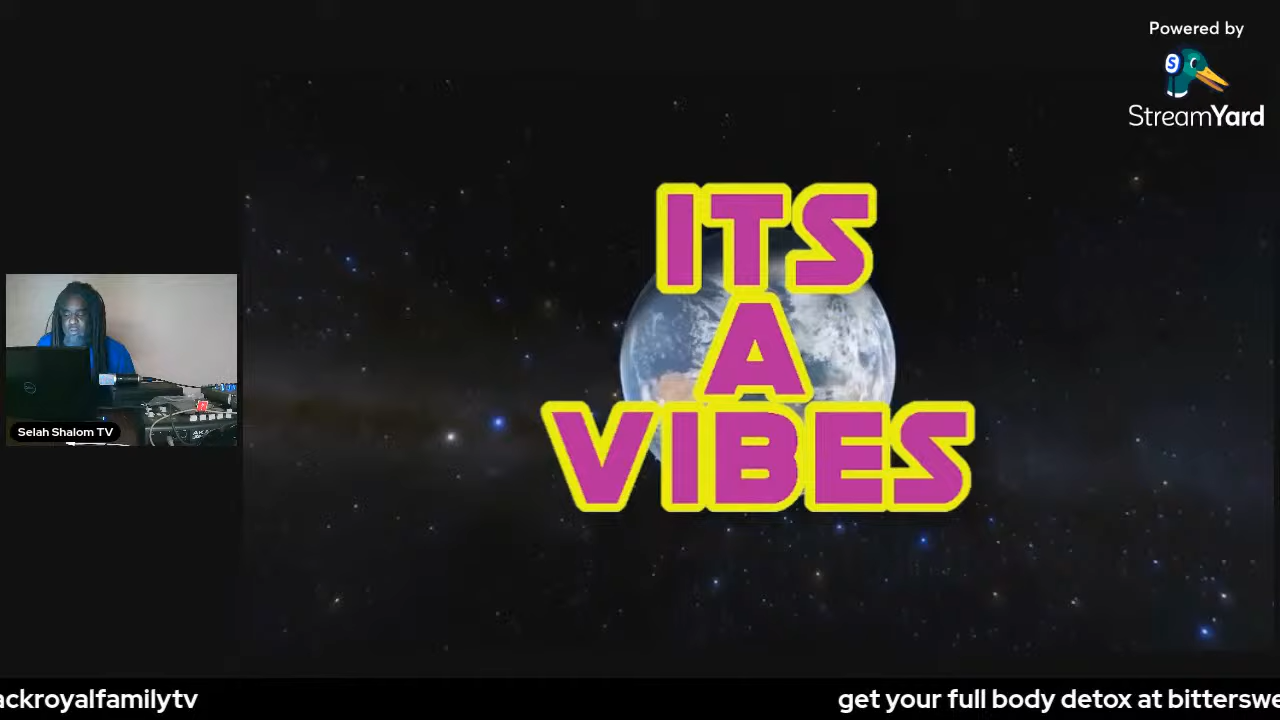 Powered by
StreamYard
ITS
A
VIBES
Selah Shalom TV
ackroyalfamilytv
get your full body detox at bitterswe